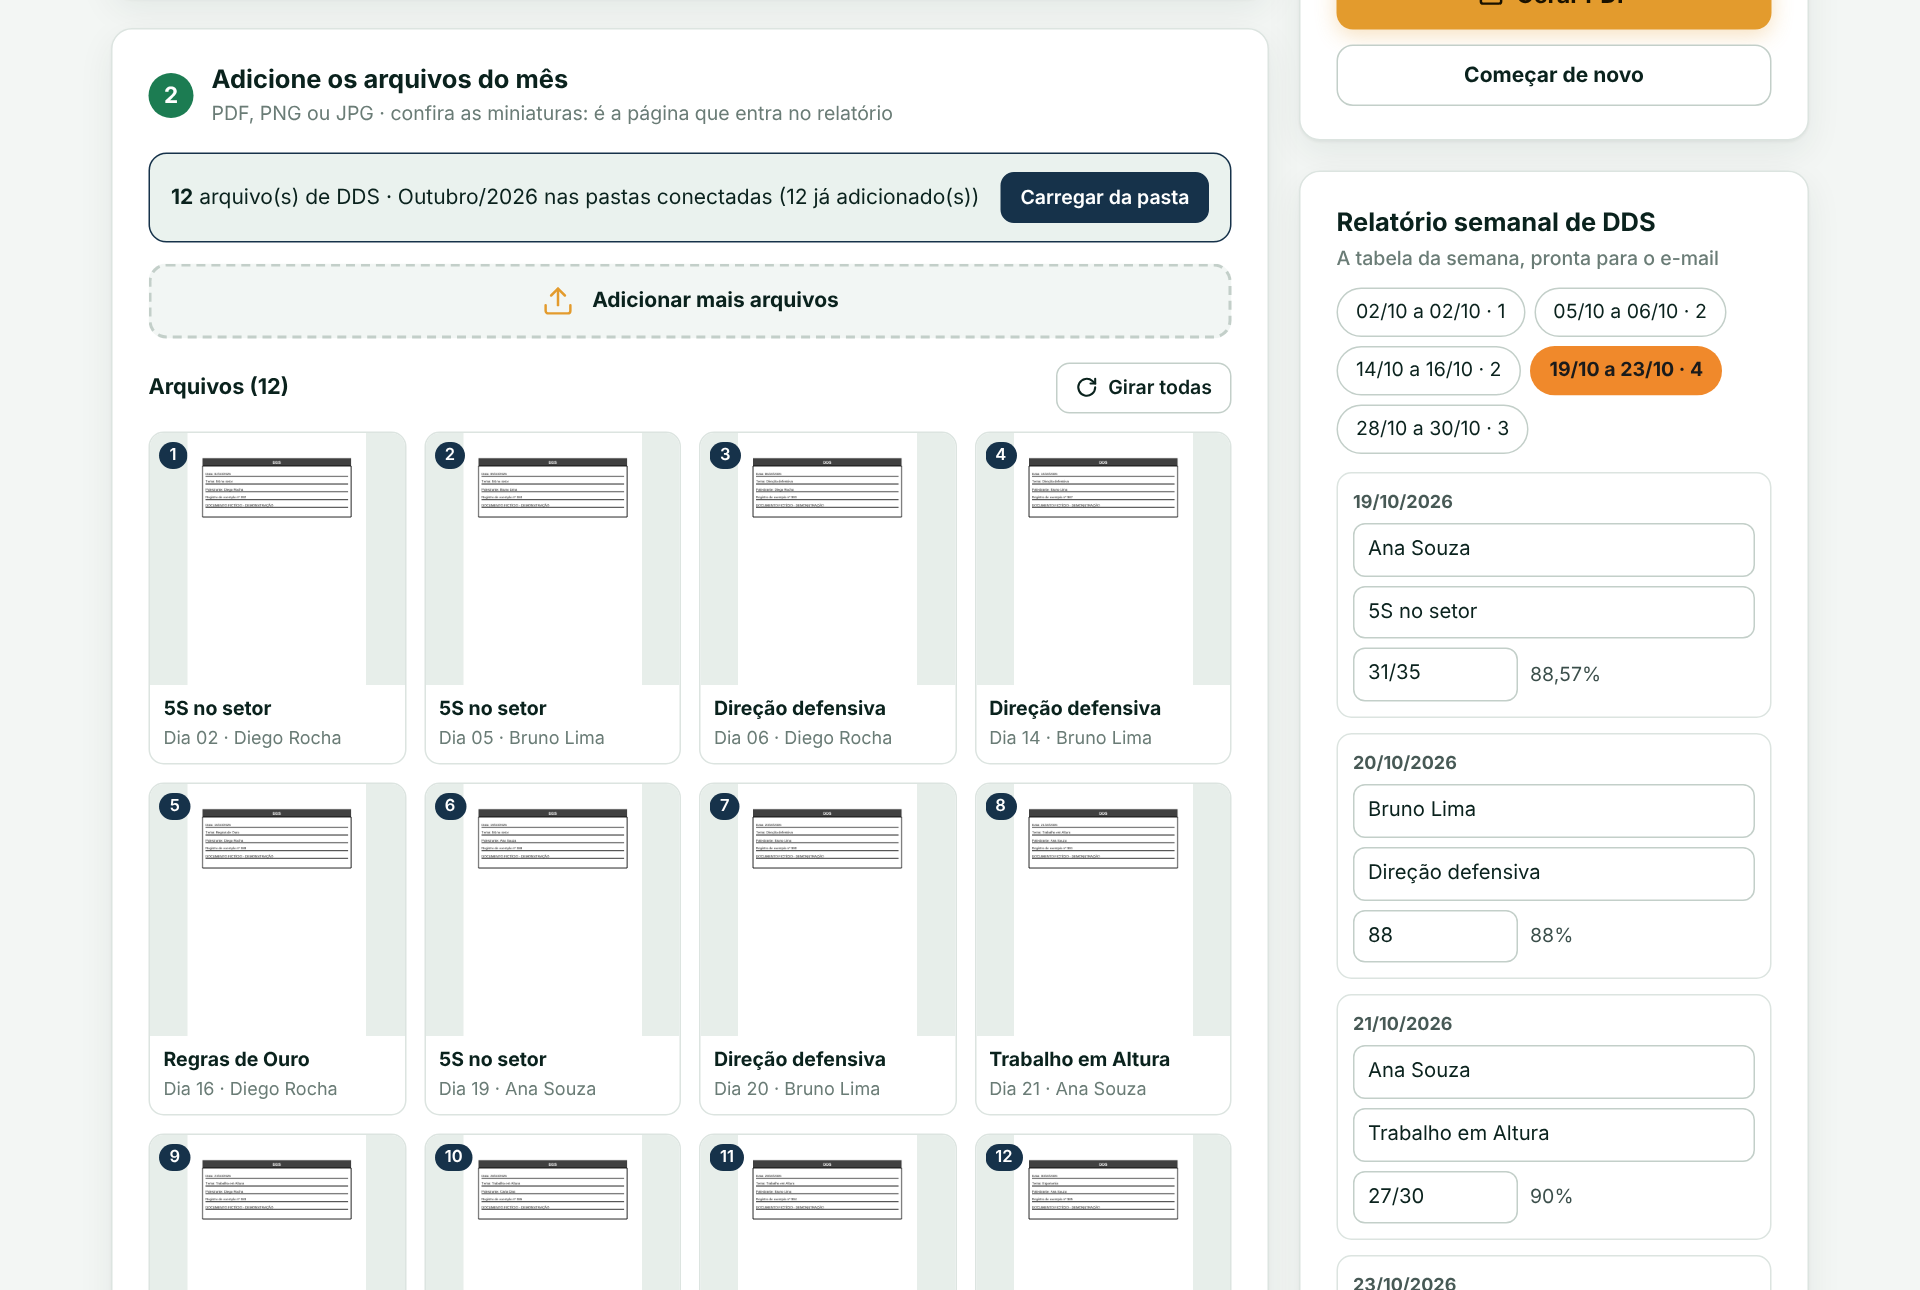 2
Adicione os arquivos do mês
PDF, PNG ou JPG · confira as miniaturas: é a página que entra no relatório
12 arquivo(s) de DDS · Outubro/2026 nas pastas conectadas (12 já adicionado(s))
Carregar da pasta
Adicionar mais arquivos
Arquivos (12)
Girar todas
1
5S no setor
Dia 02 · Diego Rocha
2
5S no setor
Dia 05 · Bruno Lima
3
Direção defensiva
Dia 06 · Diego Rocha
4
Direção defensiva
Dia 14 · Bruno Lima
5
Regras de Ouro
Dia 16 · Diego Rocha
6
5S no setor
Dia 19 · Ana Souza
7
Direção defensiva
Dia 20 · Bruno Lima
8
Trabalho em Altura
Dia 21 · Ana Souza
9
10
11
12
Começar de novo
Relatório semanal de DDS
A tabela da semana, pronta para o e-mail
02/10 a 02/10 · 1
05/10 a 06/10 · 2
14/10 a 16/10 · 2
19/10 a 23/10 · 4
28/10 a 30/10 · 3
19/10/2026
Ana Souza
5S no setor
31/35
88,57%
20/10/2026
Bruno Lima
Direção defensiva
88
88%
21/10/2026
Ana Souza
Trabalho em Altura
27/30
90%
23/10/2026